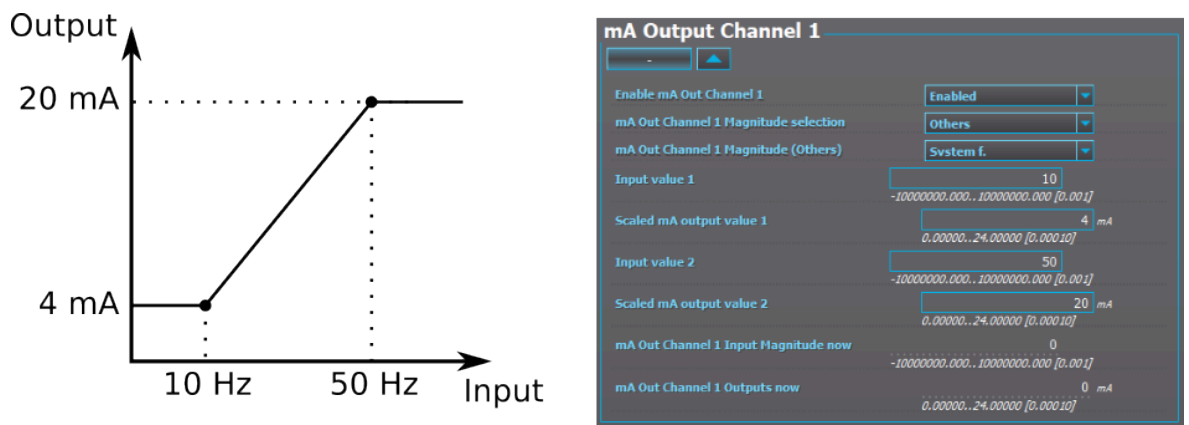 Output
20 mA
4 mA
10 Hz
50 Hz
Input
mA Output Channel 1
-
Enable mA Out Channel 1 Enabled
mA Out Channel 1 Magnitude selection Others
mA Out Channel 1 Magnitude (Others) System f.
Input value 1 10
-10000000.000..10000000.000 [0.001]
Scaled mA output value 1 4 mA
0.00000..24.00000 [0.00010]
Input value 2 50
-10000000.000..10000000.000 [0.001]
Scaled mA output value 2 20 mA
0.00000..24.00000 [0.00010]
mA Out Channel 1 Input Magnitude now 0
-10000000.000..10000000.000 [0.001]
mA Out Channel 1 Outputs now 0 mA
0.00000..24.00000 [0.00010]